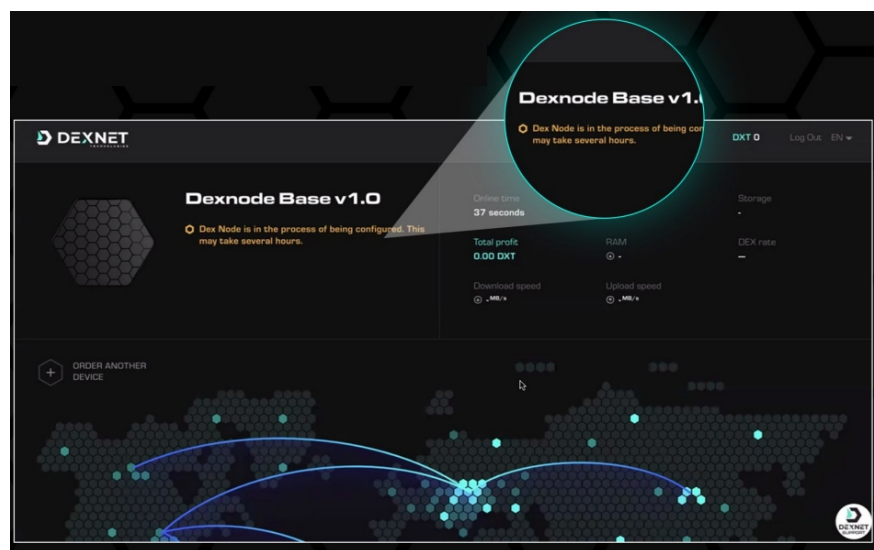 Dexnode Base v1.
Dex Node is in the process of being con
may take several hours.
DEXNET
TECHNOLOGIES
DXT 0
Log Out
EN
Dexnode Base v1.0
Dex Node is in the process of being configured. This
may take several hours.
Online time
37 seconds
Storage
-
Total profit
0.00 DXT
RAM
-
DEX rate
—
Download speed
- MB/s
Upload speed
- MB/s
ORDER ANOTHER
DEVICE
DEXNET
SUPPORT